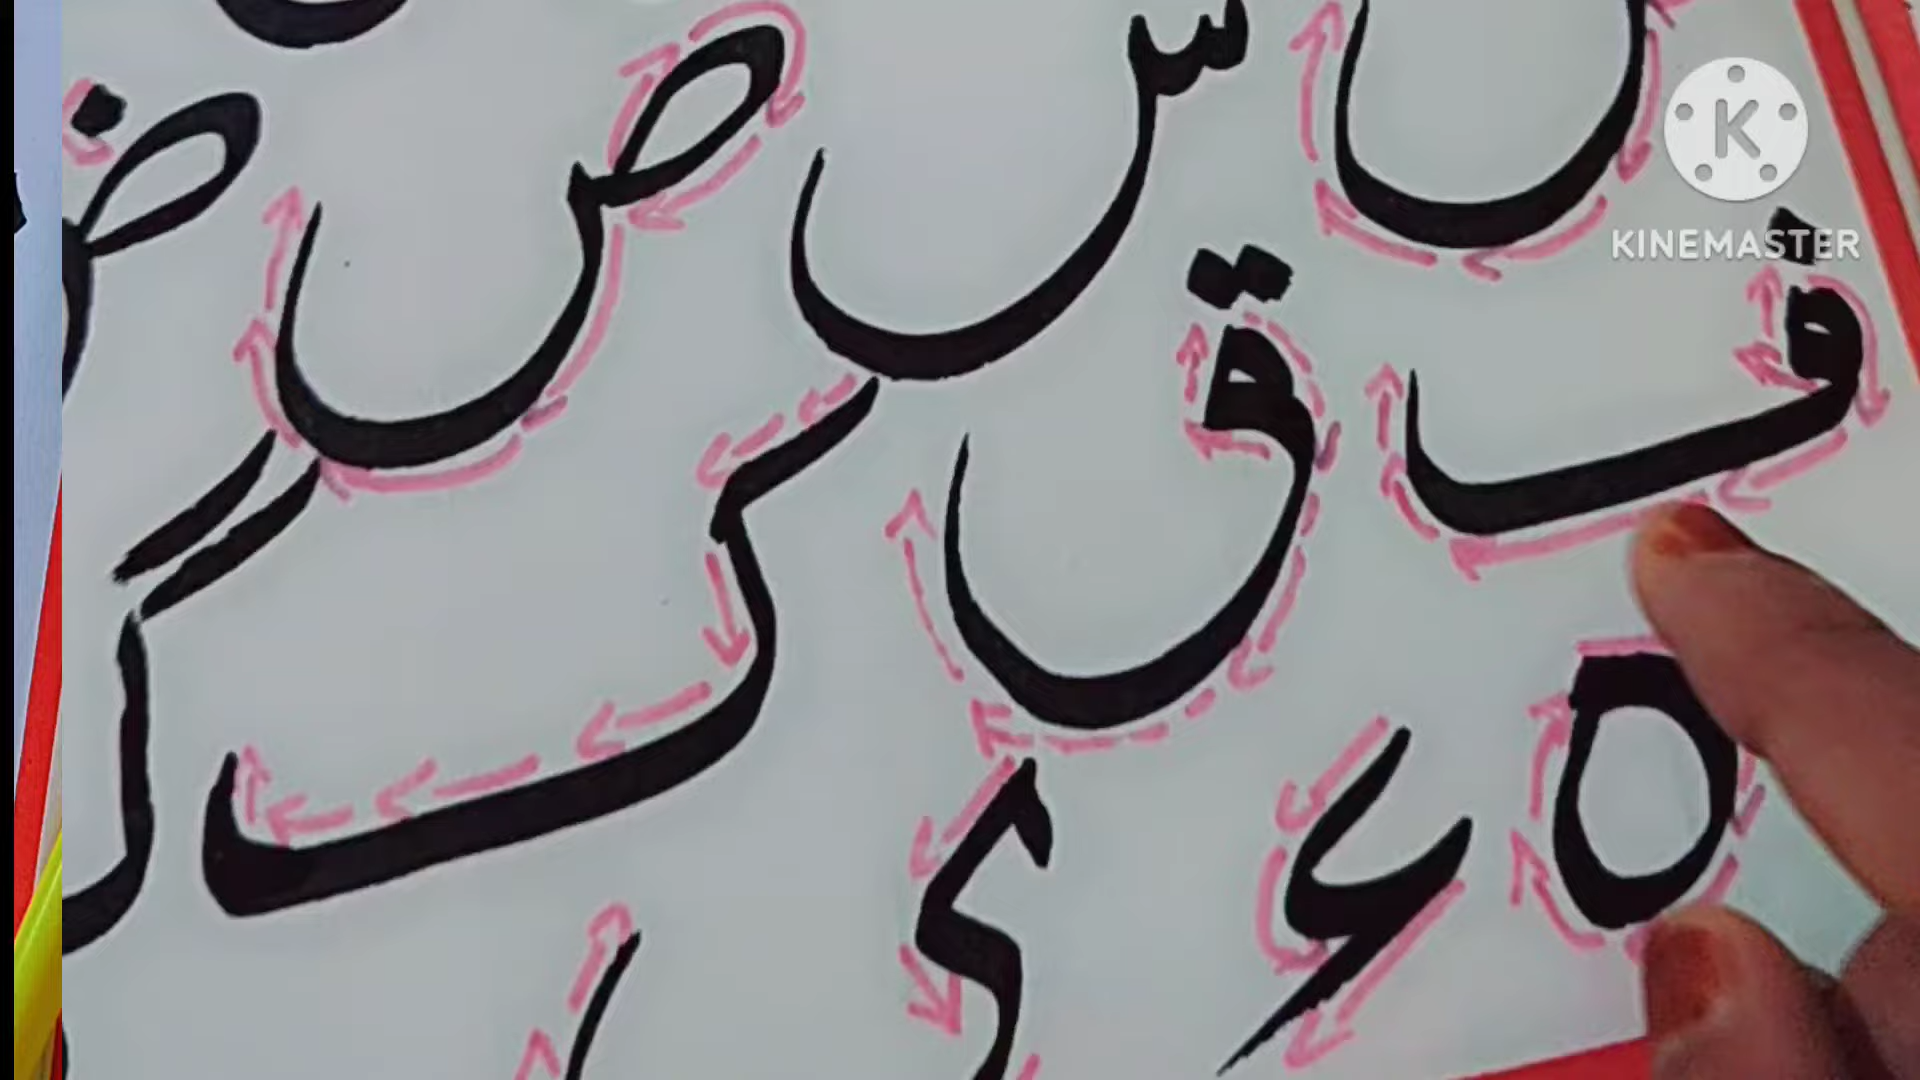 س ص ض
ف ق ک گ
ه ء ی
KINEMASTER